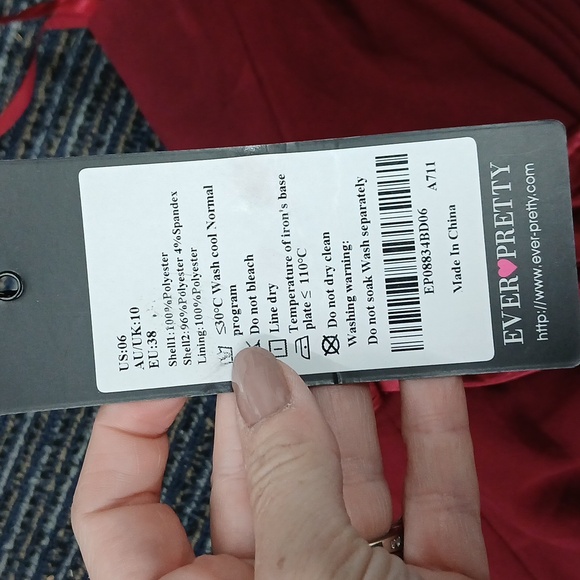 US:06
AU/UK:10
EU:38
Shell1:100%Polyester
Shell2:96%Polyester 4%Spandex
Lining:100%Polyester
≤30°C Wash cool Normal
program
Do not bleach
Line dry
Temperature of iron's base
plate≤ 110°C
Do not dry clean
Washing warning:
Do not soak Wash separately
EP08834BD06 A711
Made In China
EVER PRETTY
http://www.ever-pretty.com